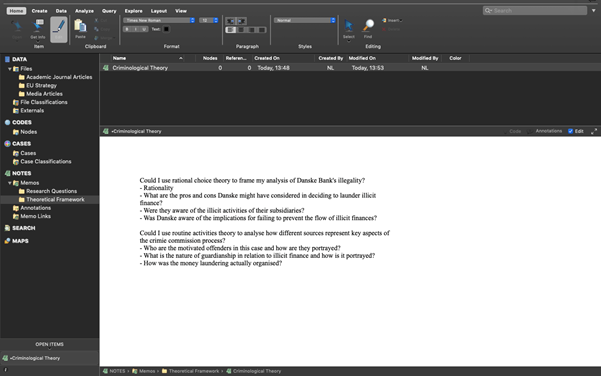 Home Create Data Analyze Query Explore Layout View
Search
Times New Roman
Normal
Paste
B I U
Text:
Select
Find
Insert...
Item Clipboard Format Paragraph Styles Editing
DATA
Files
Academic Journal Articles
EU Strategy
Media Articles
File Classifications
Externals
CODES
Nodes
CASES
Cases
Case Classifications
NOTES
Memos
Research Questions
Theoretical Framework
Annotations
Memo Links
SEARCH
MAPS
OPEN ITEMS
•Criminological Theory
Name Nodes Referen... Created On Created By Modified On Modified By Color
Criminological Theory 0 0 Today, 13:48 NL Today, 13:53 NL
•Criminological Theory Code Annotations Edit
Could I use rational choice theory to frame my analysis of Danske Bank's illegality?
- Rationality
- What are the pros and cons Danske might have considered in deciding to launder illicit
finance?
- Were they aware of the illicit activities of their subsidiaries?
- Was Danske aware of the implications for failing to prevent the flow of illicit finances?
Could I use routine activities theory to analyse how different sources represent key aspects of
the crimie commission process?
- Who are the motivated offenders in this case and how are they portrayed?
- What is the nature of guardianship in relation to illicit finance and how is it portrayed?
- How was the money laundering actually organised?
NOTES › Memos › Theoretical Framework › Criminological Theory